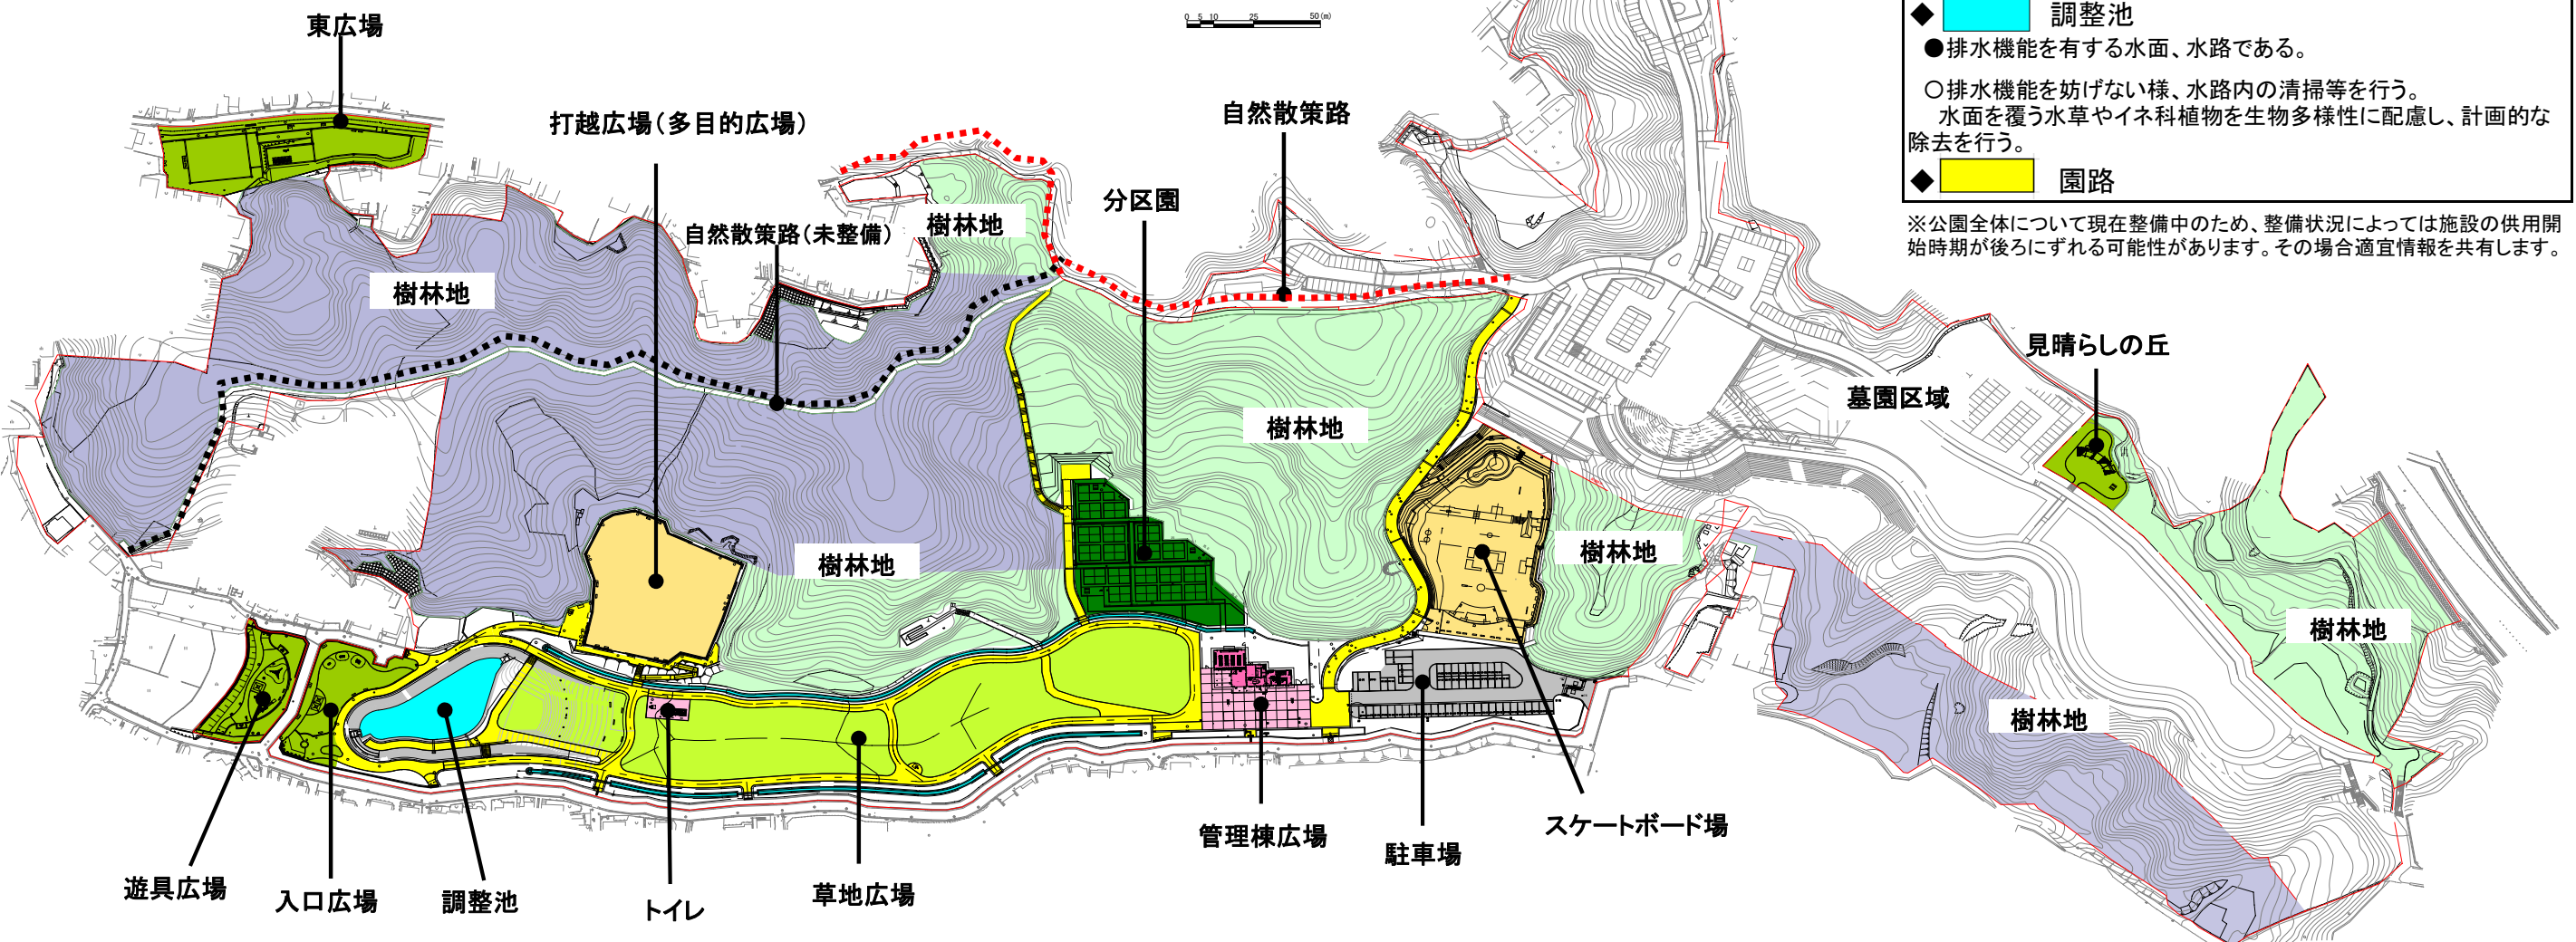 東広場
0 5 10 25 50(m)
打越広場(多目的広場)
自然散策路
分区園
樹林地
自然散策路(未整備)
樹林地
見晴らしの丘
墓園区域
樹林地
樹林地
樹林地
樹林地
樹林地
管理棟広場
スケートボード場
駐車場
遊具広場
入口広場
調整池
トイレ
草地広場
◆ 調整池
●排水機能を有する水面、水路である。
○排水機能を妨げない様、水路内の清掃等を行う。
水面を覆う水草やイネ科植物を生物多様性に配慮し、計画的な
除去を行う。
◆ 園路
※公園全体について現在整備中のため、整備状況によっては施設の供用開
始時期が後ろにずれる可能性があります。その場合適宜情報を共有します。